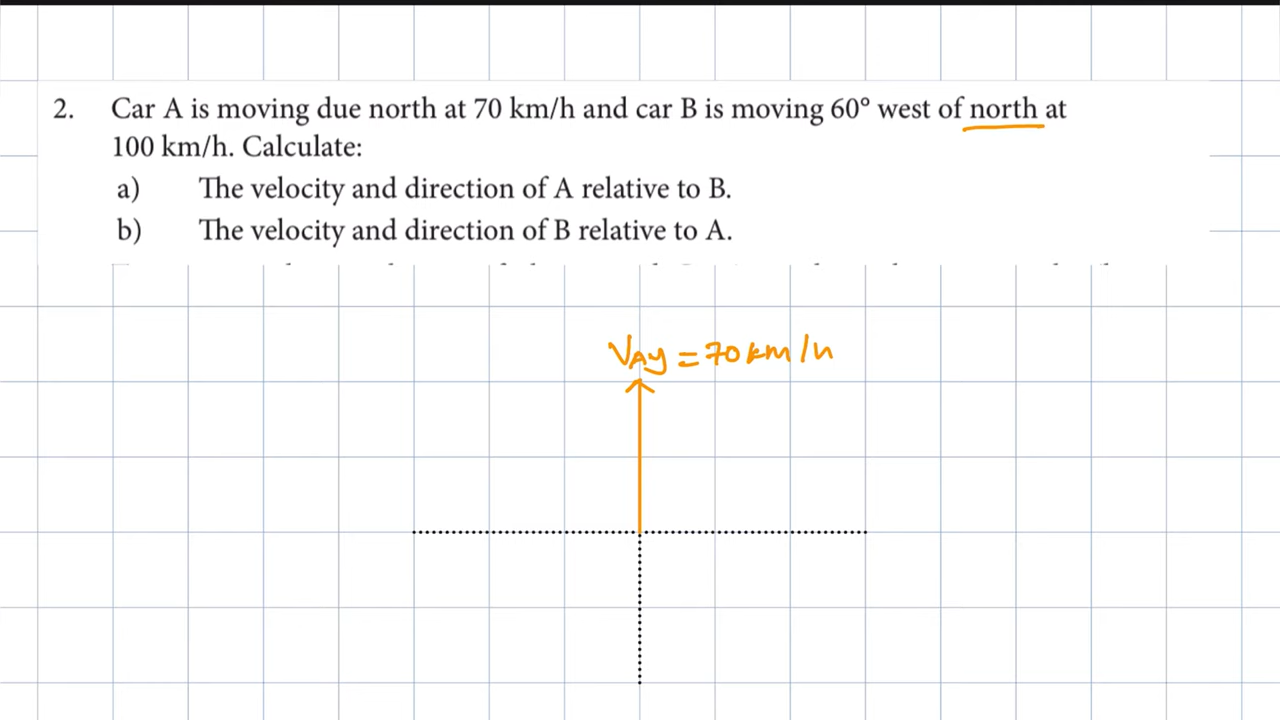 2. Car A is moving due north at 70 km/h and car B is moving 60° west of north at
100 km/h. Calculate:
a) The velocity and direction of A relative to B.
b) The velocity and direction of B relative to A.
VAy = 70 km/h